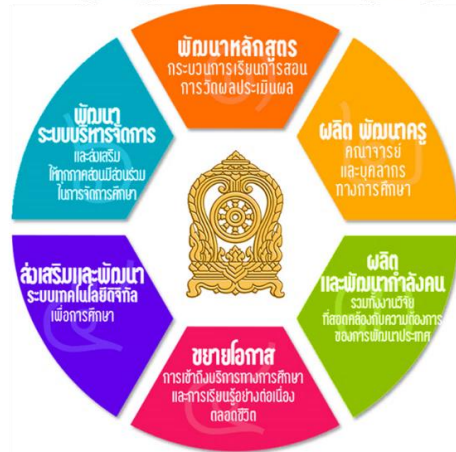 พัฒนาหลักสูตร
กระบวนการเรียนการสอน
การวัดผลประเมินผล
ผลิต พัฒนาครู
คณาจารย์
และบุคลากร
ทางการศึกษา
ผลิต
และพัฒนากำลังคน
รวมทั้งงานวิจัย
ที่สอดคล้องกับความต้องการ
ของการพัฒนาประเทศ
ขยายโอกาส
การเข้าถึงบริการทางการศึกษา
และการเรียนรู้อย่างต่อเนื่อง
ตลอดชีวิต
ส่งเสริมและพัฒนา
ระบบเทคโนโลยีดิจิทัล
เพื่อการศึกษา
พัฒนา
ระบบบริหารจัดการ
และส่งเสริม
ให้ทุกภาคส่วนมีส่วนร่วม
ในการจัดการศึกษา